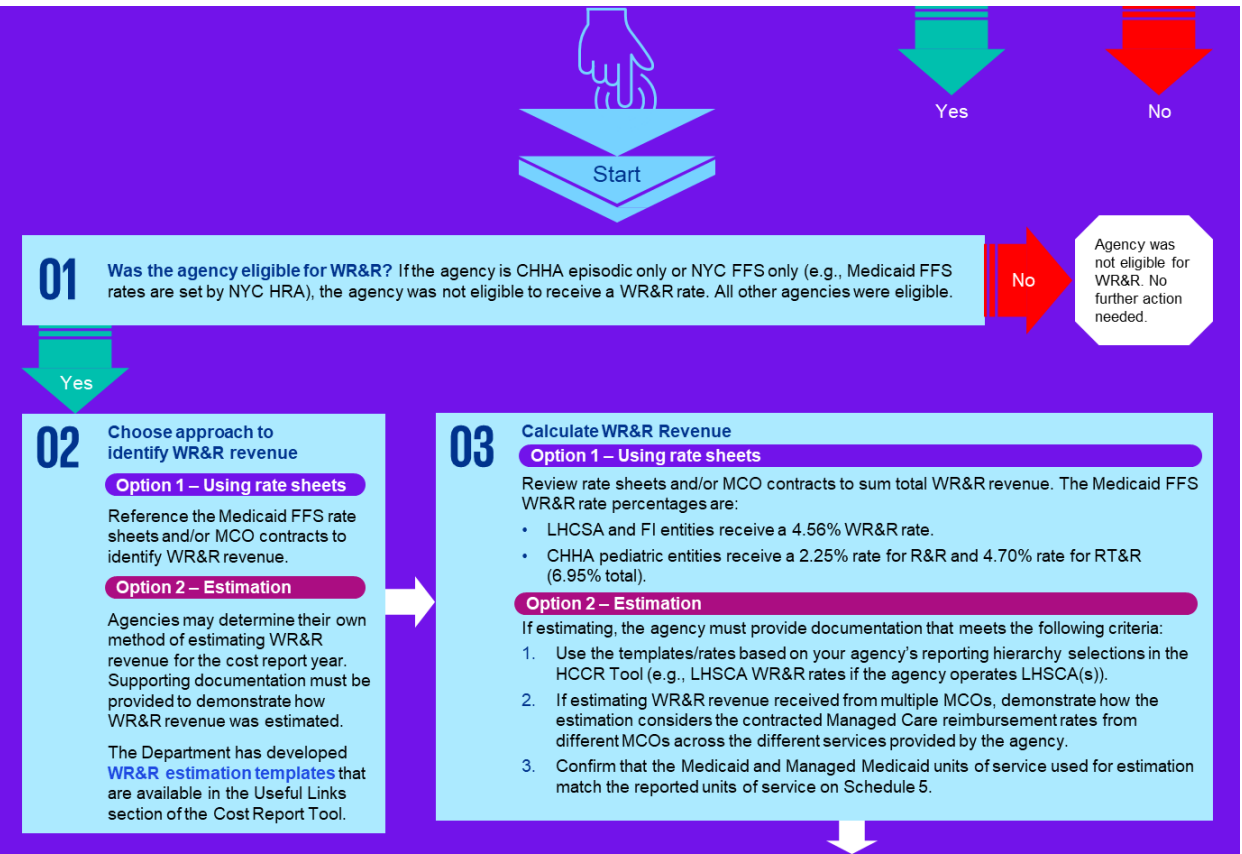 Yes
No
Start
01
Was the agency eligible for WR&R? If the agency is CHHA episodic only or NYC FFS only (e.g., Medicaid FFS
rates are set by NYC HRA), the agency was not eligible to receive a WR&R rate. All other agencies were eligible.
No
Agency was
not eligible for
WR&R. No
further action
needed.
Yes
02
Choose approach to
identify WR&R revenue
Option 1 – Using rate sheets
Reference the Medicaid FFS rate
sheets and/or MCO contracts to
identify WR&R revenue.
Option 2 – Estimation
Agencies may determine their own
method of estimating WR&R
revenue for the cost report year.
Supporting documentation must be
provided to demonstrate how
WR&R revenue was estimated.
The Department has developed
WR&R estimation templates that
are available in the Useful Links
section of the Cost Report Tool.
03
Calculate WR&R Revenue
Option 1 – Using rate sheets
Review rate sheets and/or MCO contracts to sum total WR&R revenue. The Medicaid FFS
WR&R rate percentages are:
• LHCSA and FI entities receive a 4.56% WR&R rate.
• CHHA pediatric entities receive a 2.25% rate for R&R and 4.70% rate for RT&R
(6.95% total).
Option 2 – Estimation
If estimating, the agency must provide documentation that meets the following criteria:
1. Use the templates/rates based on your agency's reporting hierarchy selections in the
HCCR Tool (e.g., LHSCA WR&R rates if the agency operates LHSCA(s)).
2. If estimating WR&R revenue received from multiple MCOs, demonstrate how the
estimation considers the contracted Managed Care reimbursement rates from
different MCOs across the different services provided by the agency.
3. Confirm that the Medicaid and Managed Medicaid units of service used for estimation
match the reported units of service on Schedule 5.